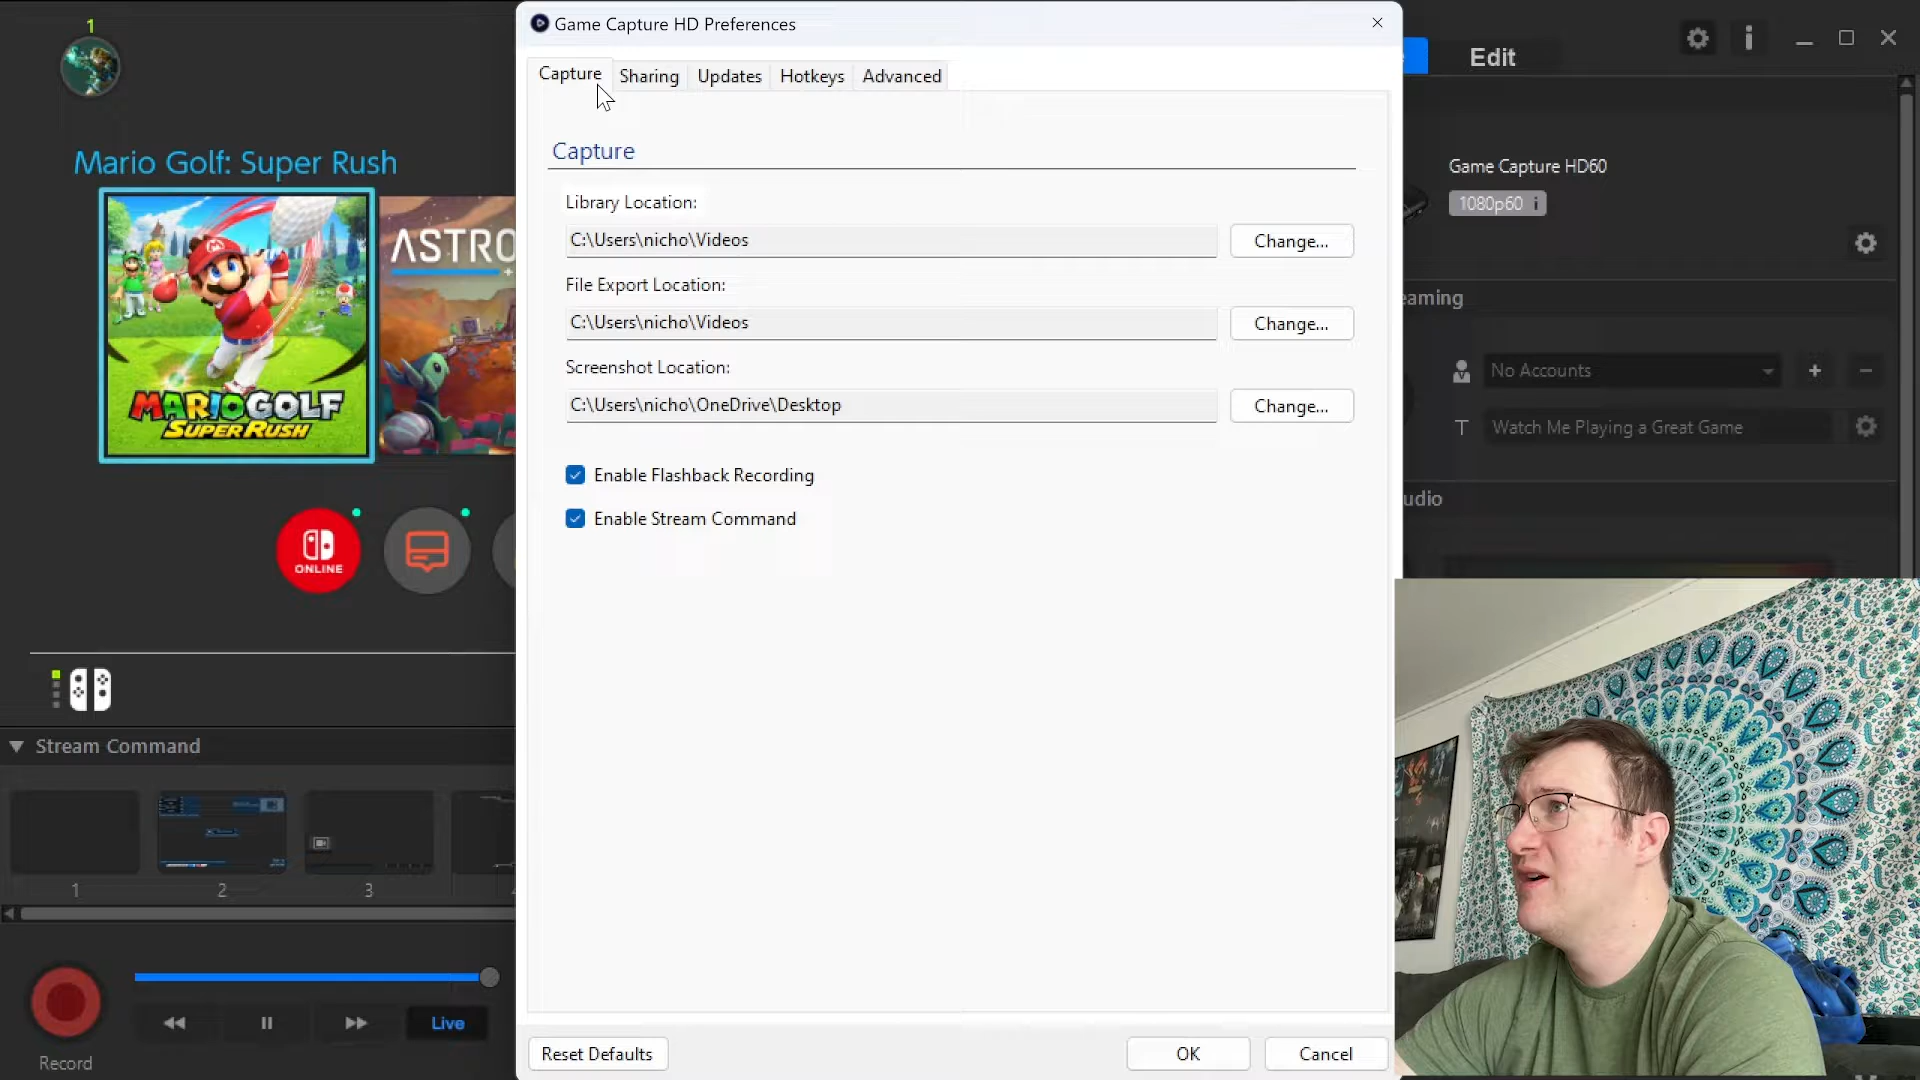 1
Mario Golf: Super Rush
MARIO GOLF
SUPER RUSH
ASTRO
ONLINE
Stream Command
1
2
3
Live
Record
Game Capture HD Preferences
Capture
Sharing
Updates
Hotkeys
Advanced
Capture
Library Location:
C:\Users\nicho\Videos
Change...
File Export Location:
C:\Users\nicho\Videos
Change...
Screenshot Location:
C:\Users\nicho\OneDrive\Desktop
Change...
Enable Flashback Recording
Enable Stream Command
Reset Defaults
OK
Cancel
Edit
Game Capture HD60
1080p60 i
eaming
No Accounts
T
Watch Me Playing a Great Game
udio